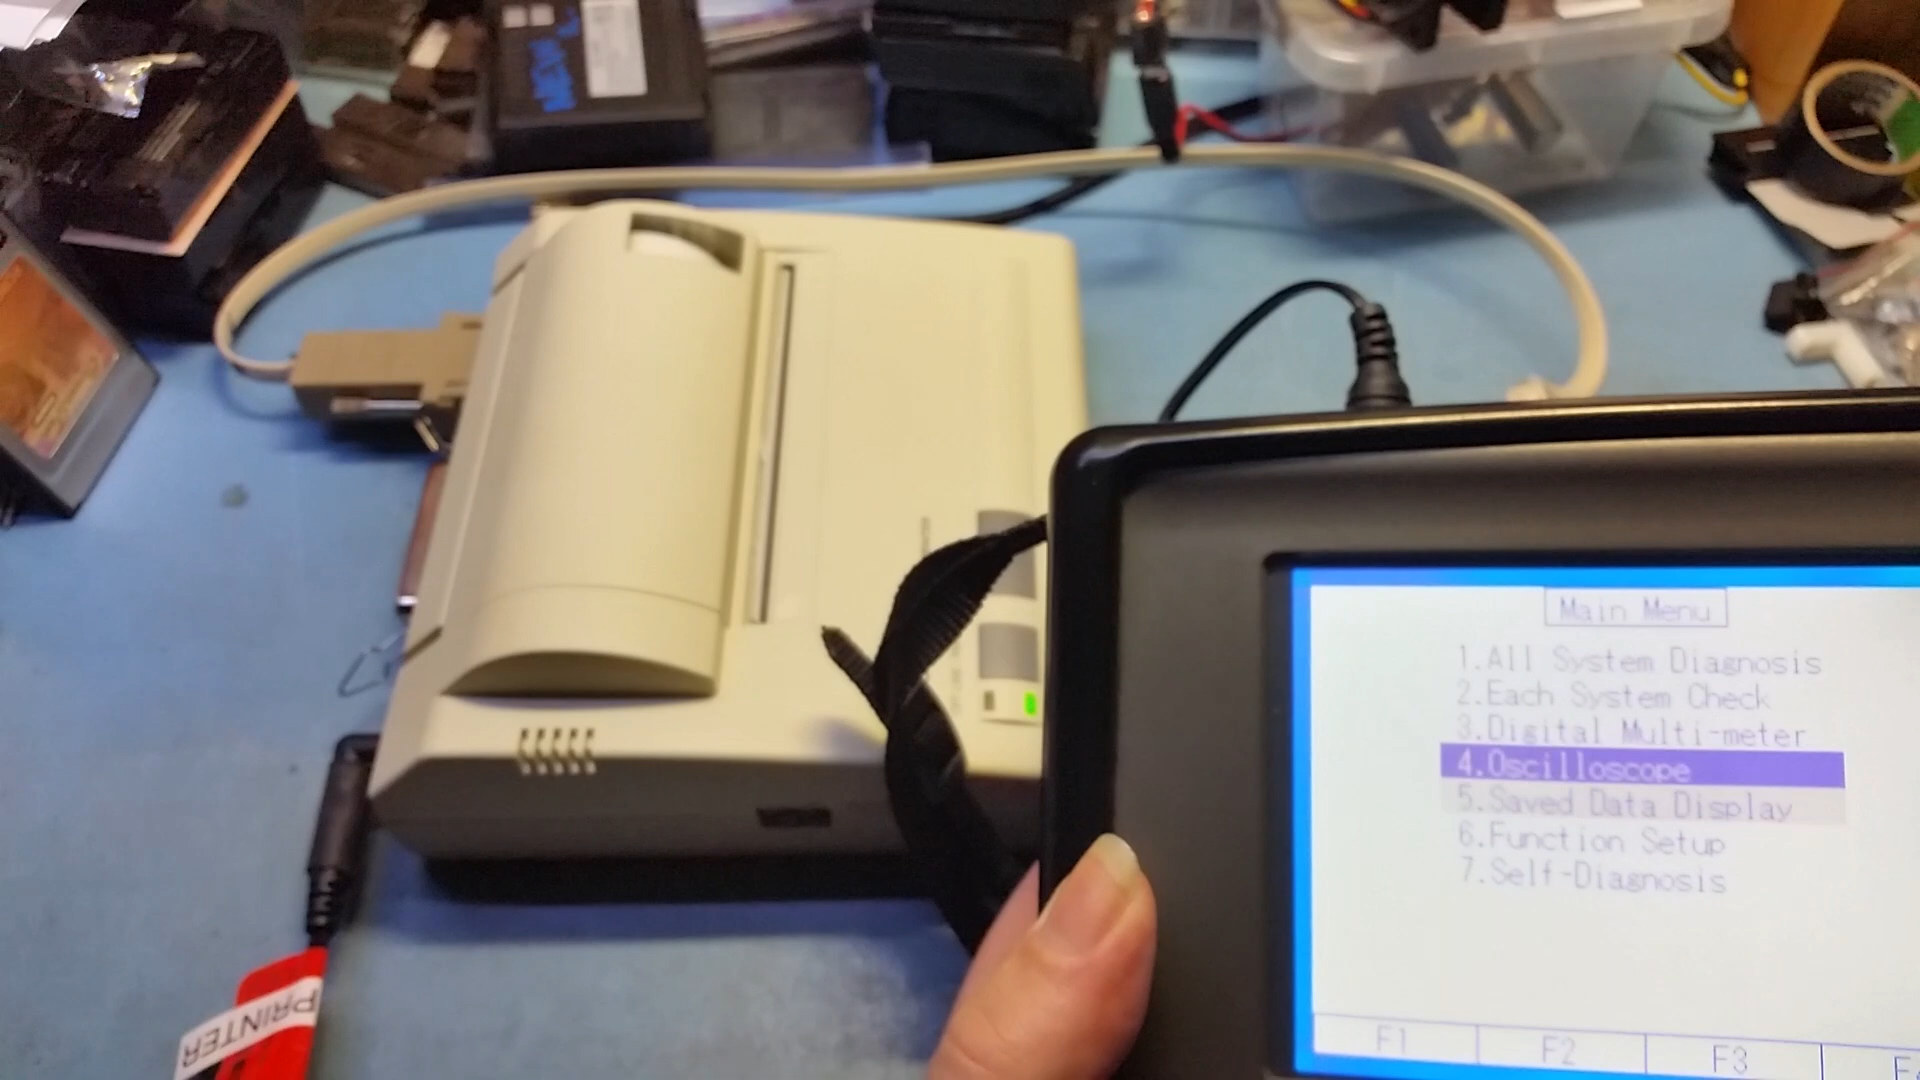 Main Menu
1.All System Diagnosis
2.Each System Check
3.Digital Multi-meter
4.Oscilloscope
5.Saved Data Display
6.Function Setup
7.Self-Diagnosis
F1
F2
F3
PRINTER